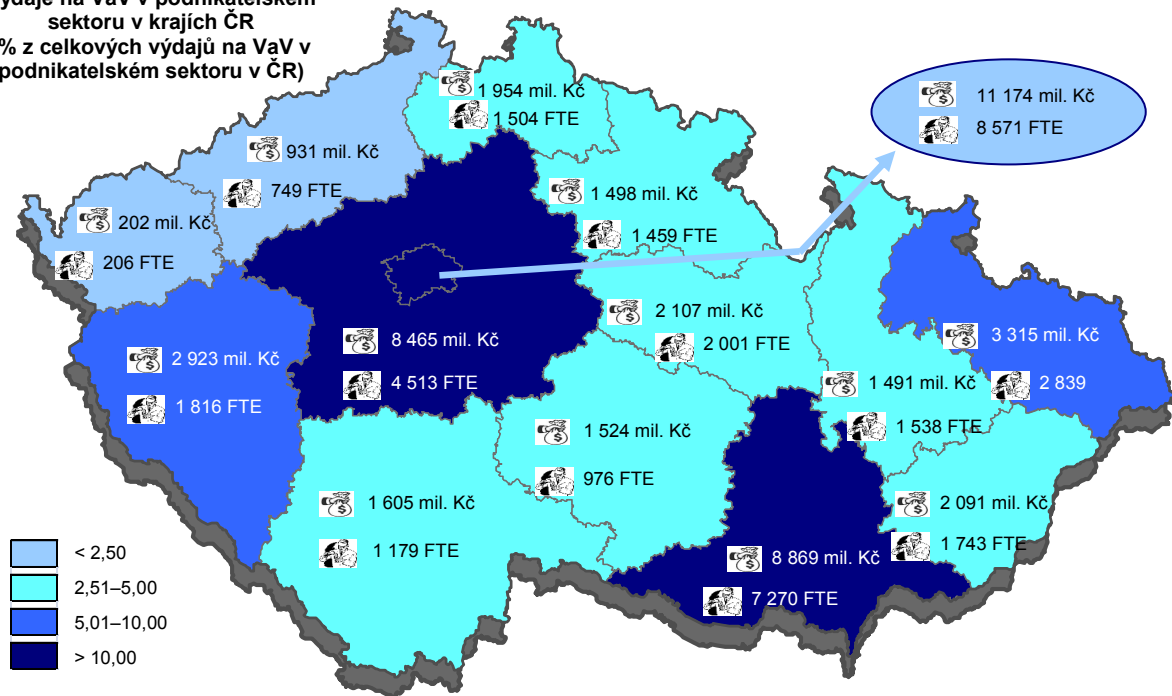 ýdaje na VaV v podnikatelském
sektoru v krajích ČR
% z celkových výdajů na VaV v
podnikatelském sektoru v ČR)
1 954 mil. Kč
1 504 FTE
11 174 mil. Kč
8 571 FTE
931 mil. Kč
749 FTE
1 498 mil. Kč
1 459 FTE
202 mil. Kč
206 FTE
2 107 mil. Kč
2 001 FTE
8 465 mil. Kč
4 513 FTE
3 315 mil. Kč
2 839
2 923 mil. Kč
1 816 FTE
1 491 mil. Kč
1 538 FTE
1 524 mil. Kč
976 FTE
1 605 mil. Kč
1 179 FTE
2 091 mil. Kč
1 743 FTE
8 869 mil. Kč
7 270 FTE
< 2,50
2,51–5,00
5,01–10,00
> 10,00